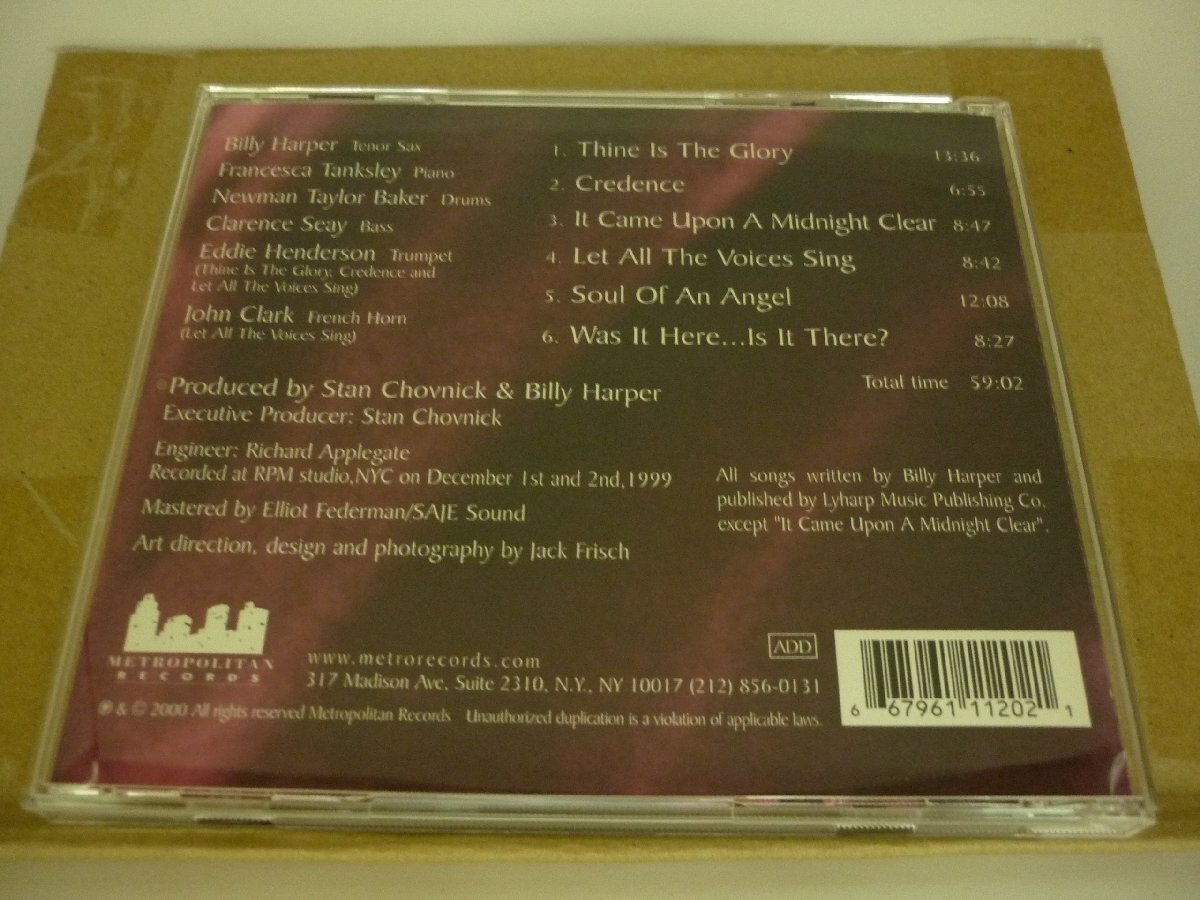 Billy Harper Tenor Sax
Francesca Tanksley Piano
Newman Taylor Baker Drums
Clarence Seay Bass
Eddie Henderson Trumpet
(Thine Is The Glory, Credence and
Let All The Voices Sing)
John Clark French Horn
(Let All The Voices Sing)
1. Thine Is The Glory 13:36
2. Credence 6:55
3. It Came Upon A Midnight Clear 8:47
4. Let All The Voices Sing 8:42
5. Soul Of An Angel 12:08
6. Was It Here...Is It There? 8:27
Total time 59:02
Produced by Stan Chovnick & Billy Harper
Executive Producer: Stan Chovnick
Engineer: Richard Applegate
Recorded at RPM studio,NYC on December 1st and 2nd,1999
Mastered by Elliot Federman/SAJE Sound
Art direction, design and photography by Jack Frisch
All songs written by Billy Harper and
published by Lyharp Music Publishing Co.
except "It Came Upon A Midnight Clear".
METROPOLITAN
RECORDS
www.metrorecords.com
317 Madison Ave, Suite 2310, N.Y., NY 10017 (212) 856-0131
℗ & © 2000 All rights reserved Metropolitan Records Unauthorized duplication is a violation of applicable laws.
ADD
6 67961 11202 1